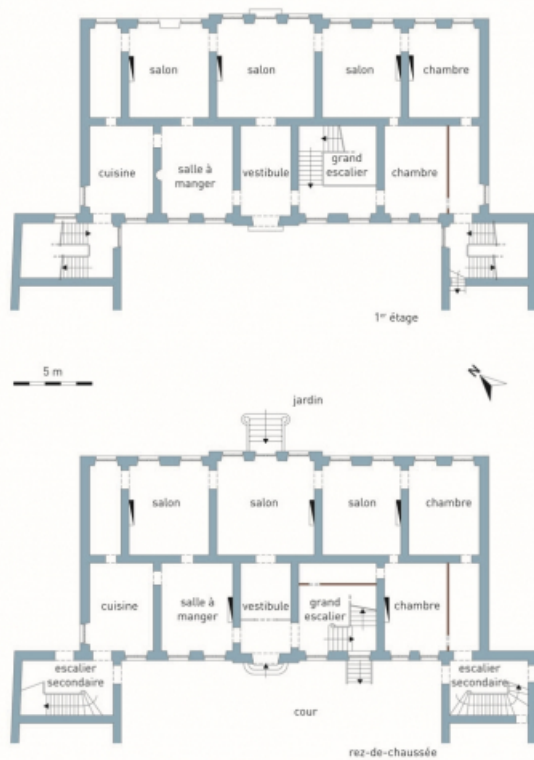 salon
salon
salon
chambre
cuisine
salle à
manger
vestibule
grand
escalier
chambre
1er étage
5 m
N
jardin
salon
salon
salon
chambre
cuisine
salle à
manger
vestibule
grand
escalier
chambre
escalier
secondaire
escalier
secondaire
cour
rez-de-chaussée